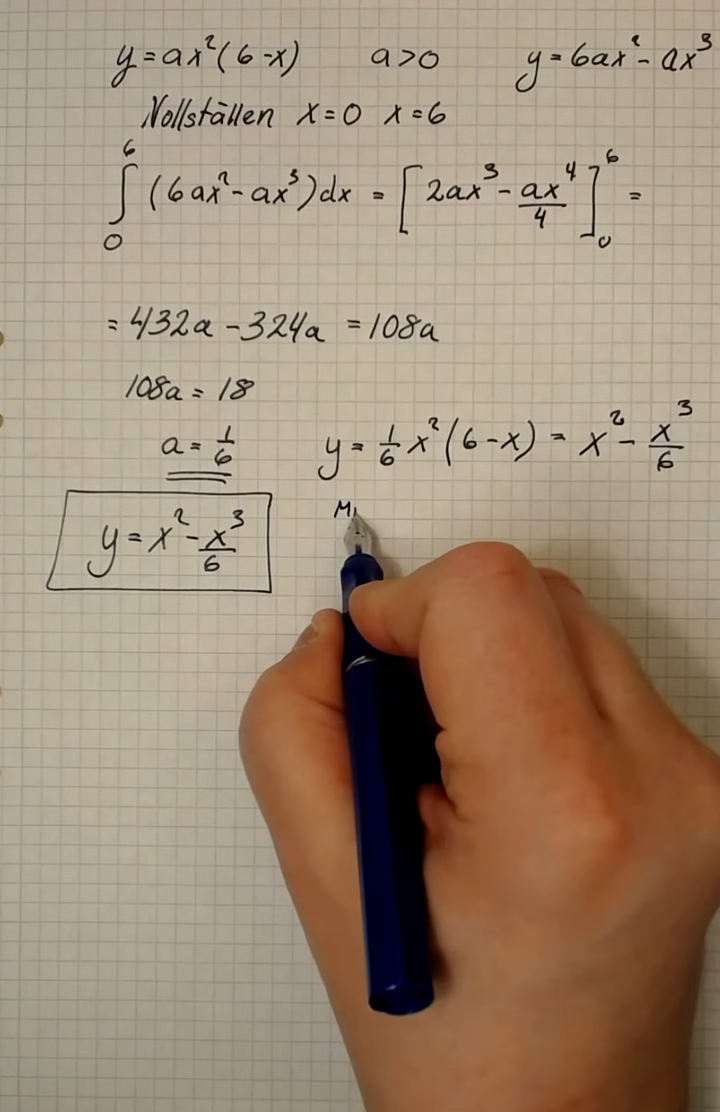 y = ax²(6-x) a>0 y = 6ax² - ax³
Nollställen x=0 x=6
∫₀⁶ (6ax² - ax³)dx = [2ax³ - ax⁴/4]₀⁶ =
= 432a - 324a = 108a
108a = 18
a = 1/6 y = 1/6 x²(6-x) = x² - x³/6
y = x² - x³/6